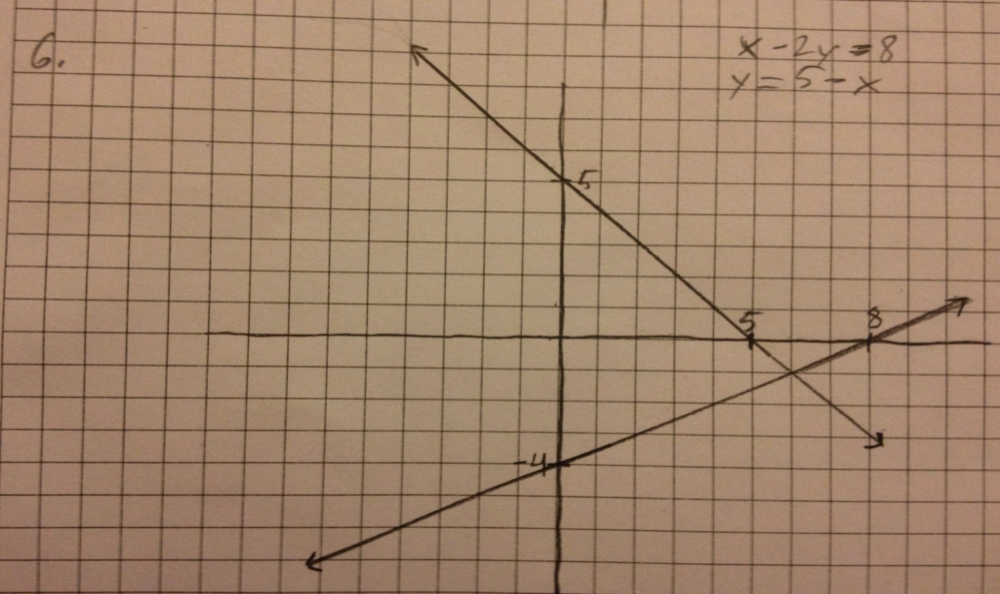 6.
x - 2y = 8
y = 5 - x
5
5
8
-4